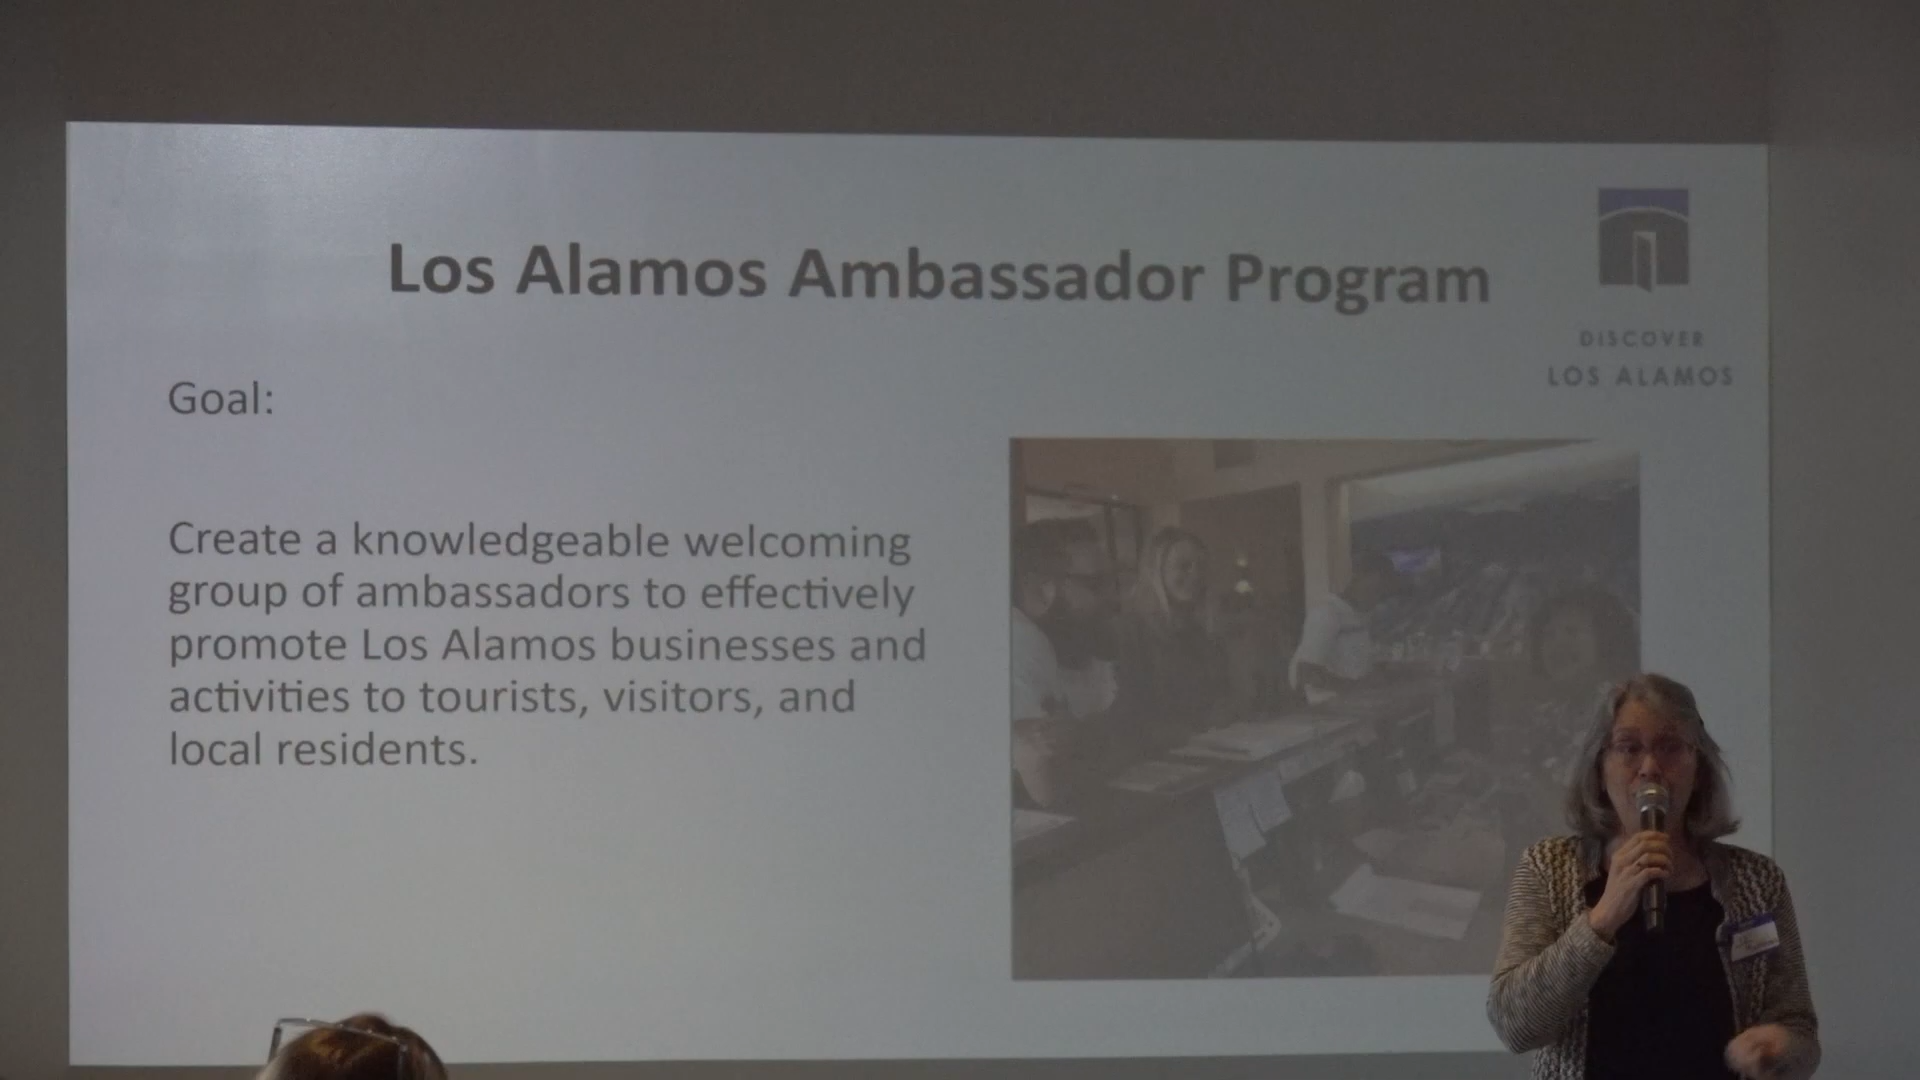 Los Alamos Ambassador Program
DISCOVER
LOS ALAMOS
Goal:
Create a knowledgeable welcoming
group of ambassadors to effectively
promote Los Alamos businesses and
activities to tourists, visitors, and
local residents.